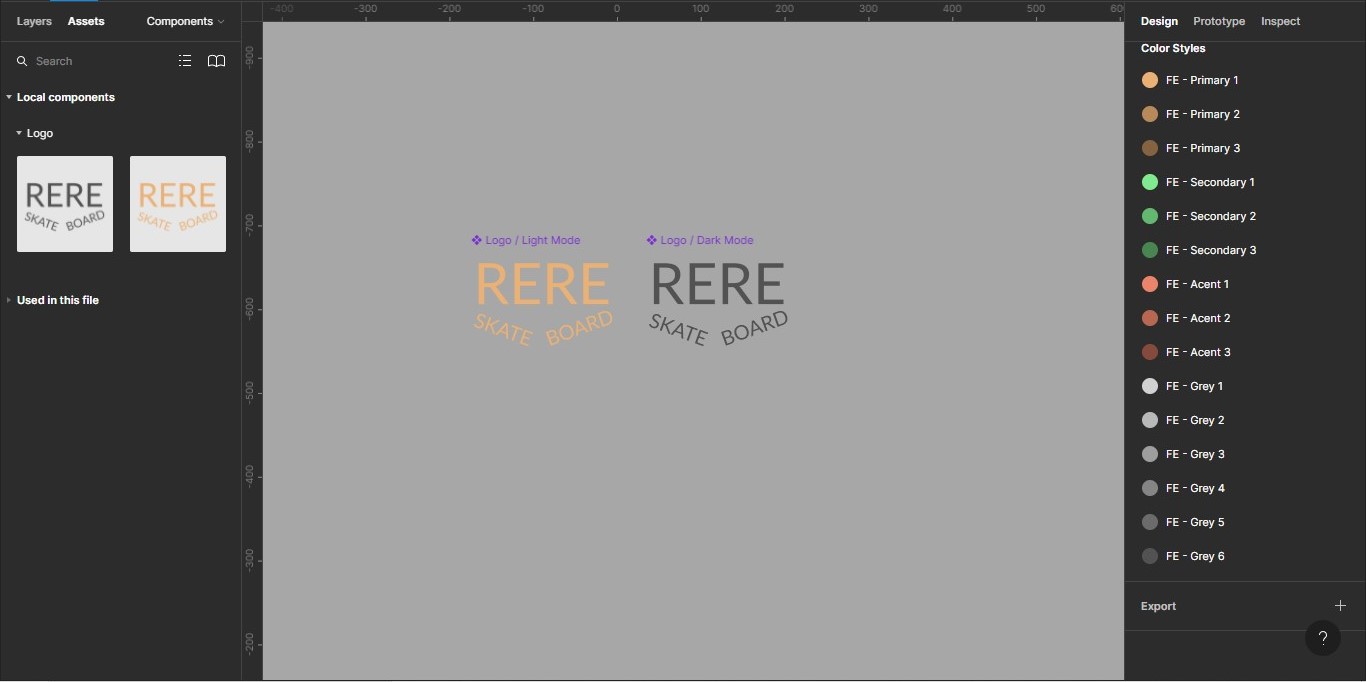 Layers Assets Components
Search
Local components
Logo
RERE
SKATE BOARD
RERE
SKATE BOARD
Used in this file
-400 -300 -200 -100 0 100 200 300 400 500 60
-900
-800
-700
-600
-500
-400
-300
-200
Logo / Light Mode
RERE
SKATE BOARD
Logo / Dark Mode
RERE
SKATE BOARD
Design Prototype Inspect
Color Styles
FE - Primary 1
FE - Primary 2
FE - Primary 3
FE - Secondary 1
FE - Secondary 2
FE - Secondary 3
FE - Acent 1
FE - Acent 2
FE - Acent 3
FE - Grey 1
FE - Grey 2
FE - Grey 3
FE - Grey 4
FE - Grey 5
FE - Grey 6
Export
?